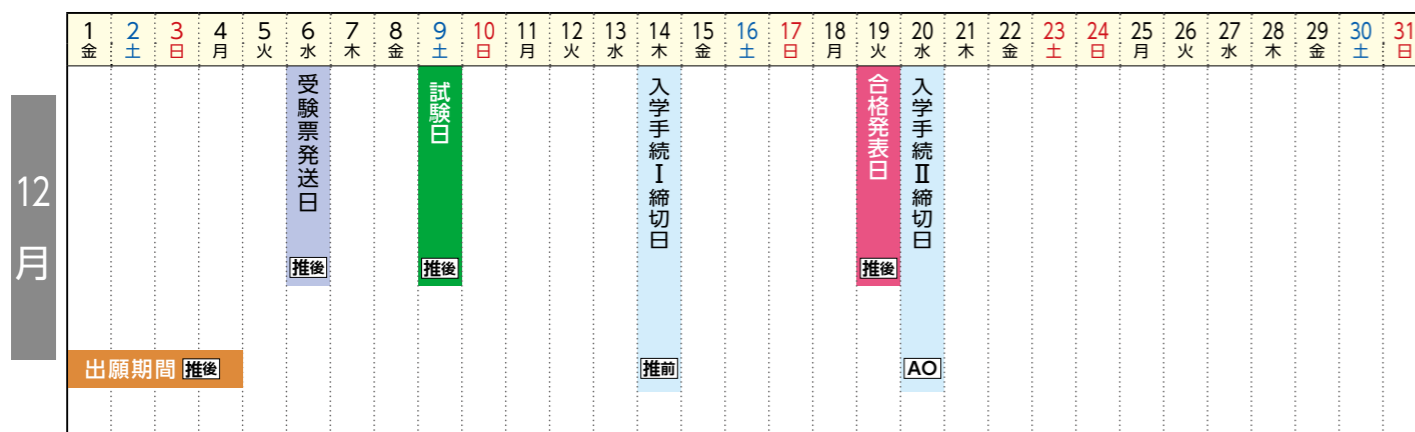 1 2 3 4 5 6 7 8 9 10 11 12 13 14 15 16 17 18 19 20 21 22 23 24 25 26 27 28 29 30 31
金 土 日 月 火 水 木 金 土 日 月 火 水 木 金 土 日 月 火 水 木 金 土 日 月 火 水 木 金 土 日
12月
受験票発送日
推後
試験日
推後
入学手続Ⅰ締切日
推前
合格発表日
推後
入学手続Ⅱ締切日
AO
出願期間 推後